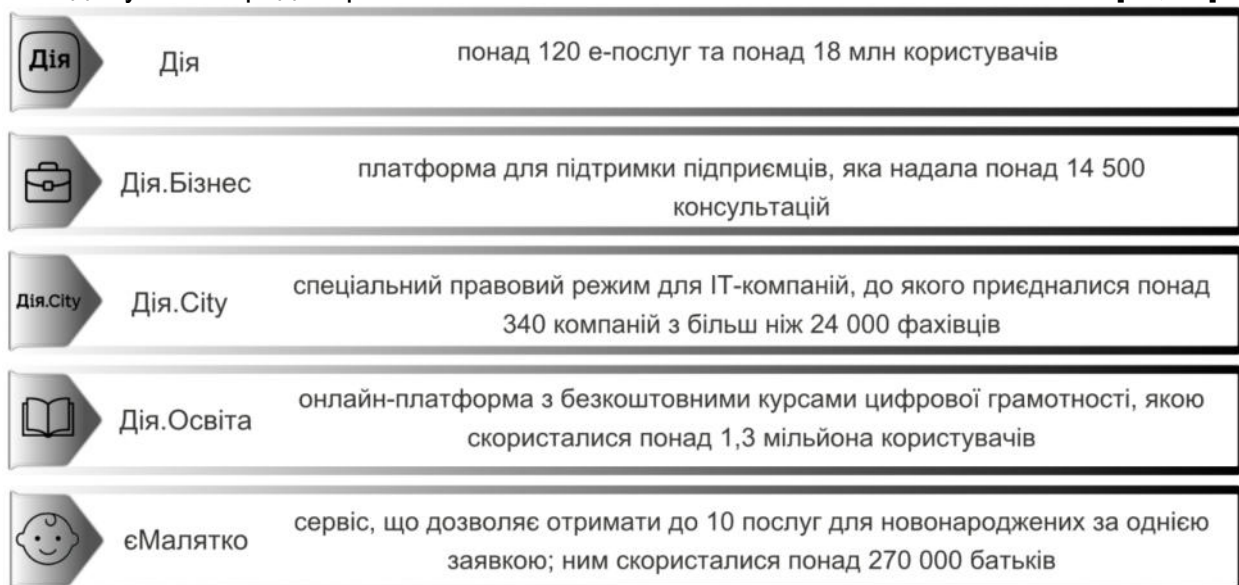 Дія
Дія
понад 120 е-послуг та понад 18 млн користувачів
Дія.Бізнес
платформа для підтримки підприємців, яка надала понад 14 500
консультацій
Дія.City
Дія.City
спеціальний правовий режим для ІТ-компаній, до якого приєдналися понад
340 компаній з більш ніж 24 000 фахівців
Дія.Освіта
онлайн-платформа з безкоштовними курсами цифрової грамотності, якою
скористалися понад 1,3 мільйона користувачів
єМалятко
сервіс, що дозволяє отримати до 10 послуг для новонароджених за однією
заявкою; ним скористалися понад 270 000 батьків